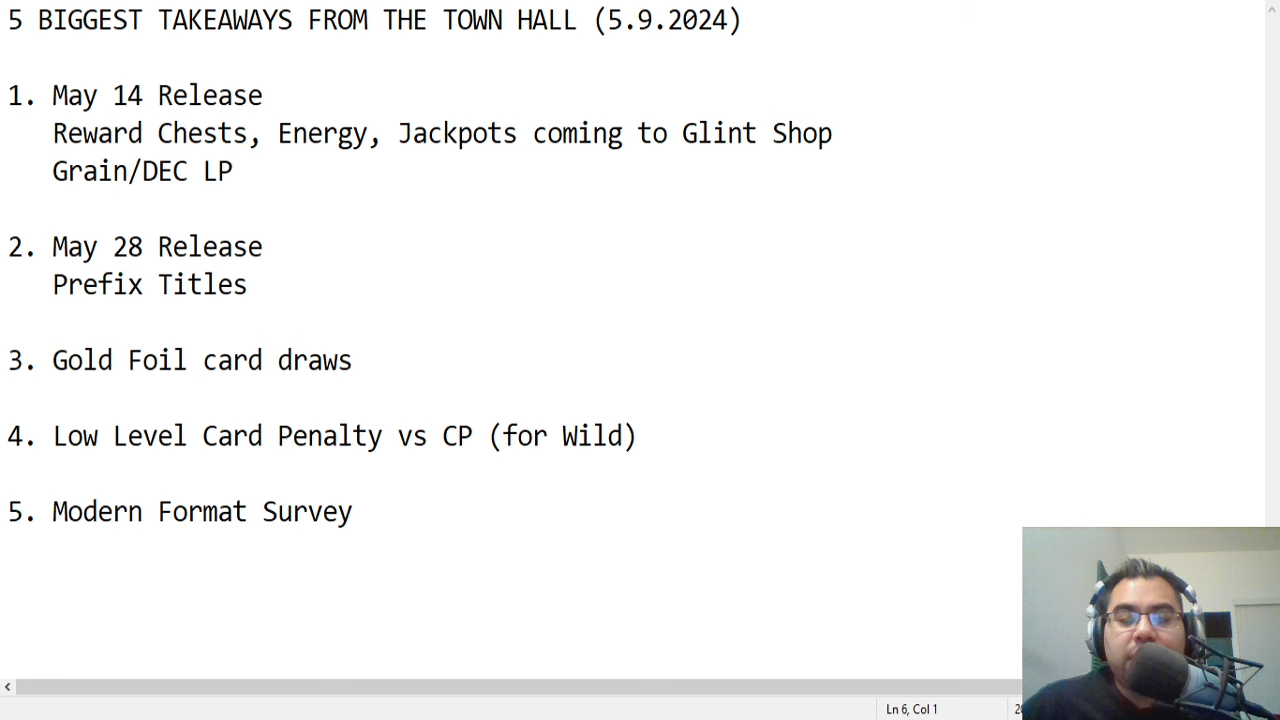 5 BIGGEST TAKEAWAYS FROM THE TOWN HALL (5.9.2024)
1. May 14 Release
Reward Chests, Energy, Jackpots coming to Glint Shop
Grain/DEC LP
2. May 28 Release
Prefix Titles
3. Gold Foil card draws
4. Low Level Card Penalty vs CP (for Wild)
5. Modern Format Survey
Ln 6, Col 1